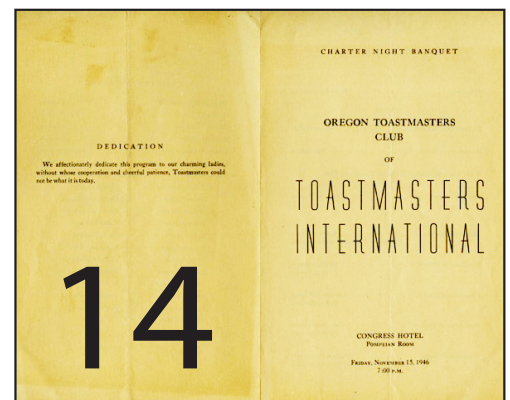 DEDICATION
We affectionately dedicate this program to our charming ladies,
without whose cooperation and cheerful patience, Toastmasters could
not be what it is today.
14
CHARTER NIGHT BANQUET
OREGON TOASTMASTERS
CLUB
OF
TOASTMASTERS
INTERNATIONAL
CONGRESS HOTEL
POMPEIAN ROOM
FRIDAY, NOVEMBER 15, 1946
7:00 P.M.